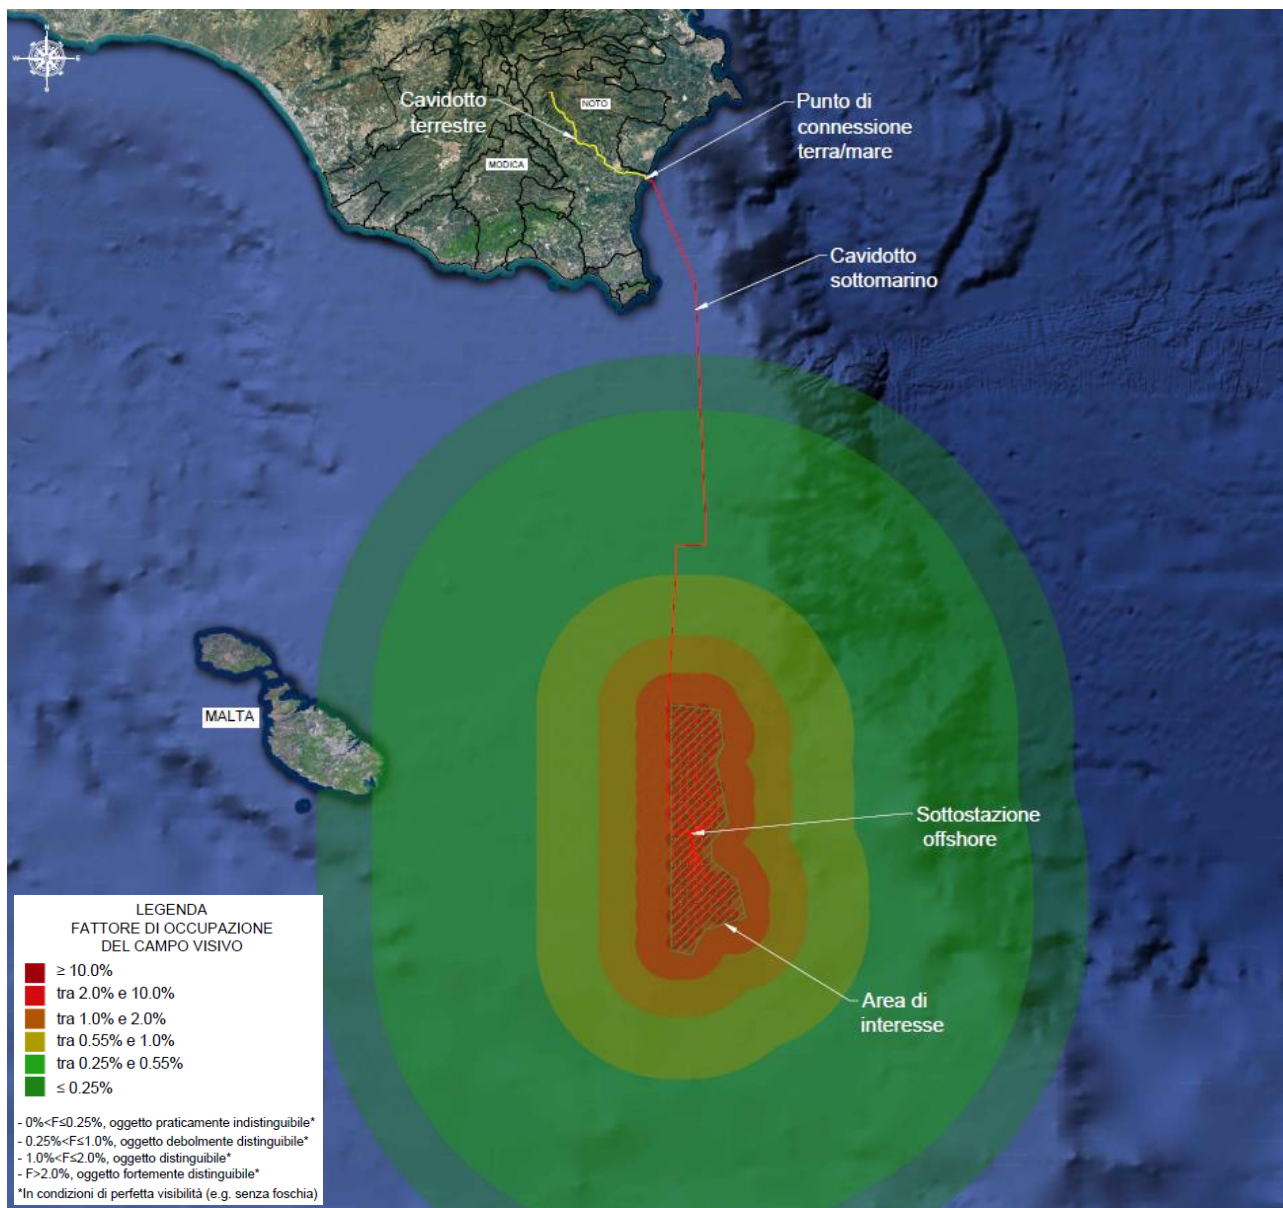 N
W
E
S
Cavidotto
terrestre
NOTO
MODICA
Punto di
connessione
terra/mare
Cavidotto
sottomarino
MALTA
Sottostazione
offshore
Area di
interesse
LEGENDA
FATTORE DI OCCUPAZIONE
DEL CAMPO VISIVO
≥ 10.0%
tra 2.0% e 10.0%
tra 1.0% e 2.0%
tra 0.55% e 1.0%
tra 0.25% e 0.55%
≤ 0.25%
- 0%<F≤0.25%, oggetto praticamente indistinguibile*
- 0.25%<F≤1.0%, oggetto debolmente distinguibile*
- 1.0%<F≤2.0%, oggetto distinguibile*
- F>2.0%, oggetto fortemente distinguibile*
*In condizioni di perfetta visibilità (e.g. senza foschia)